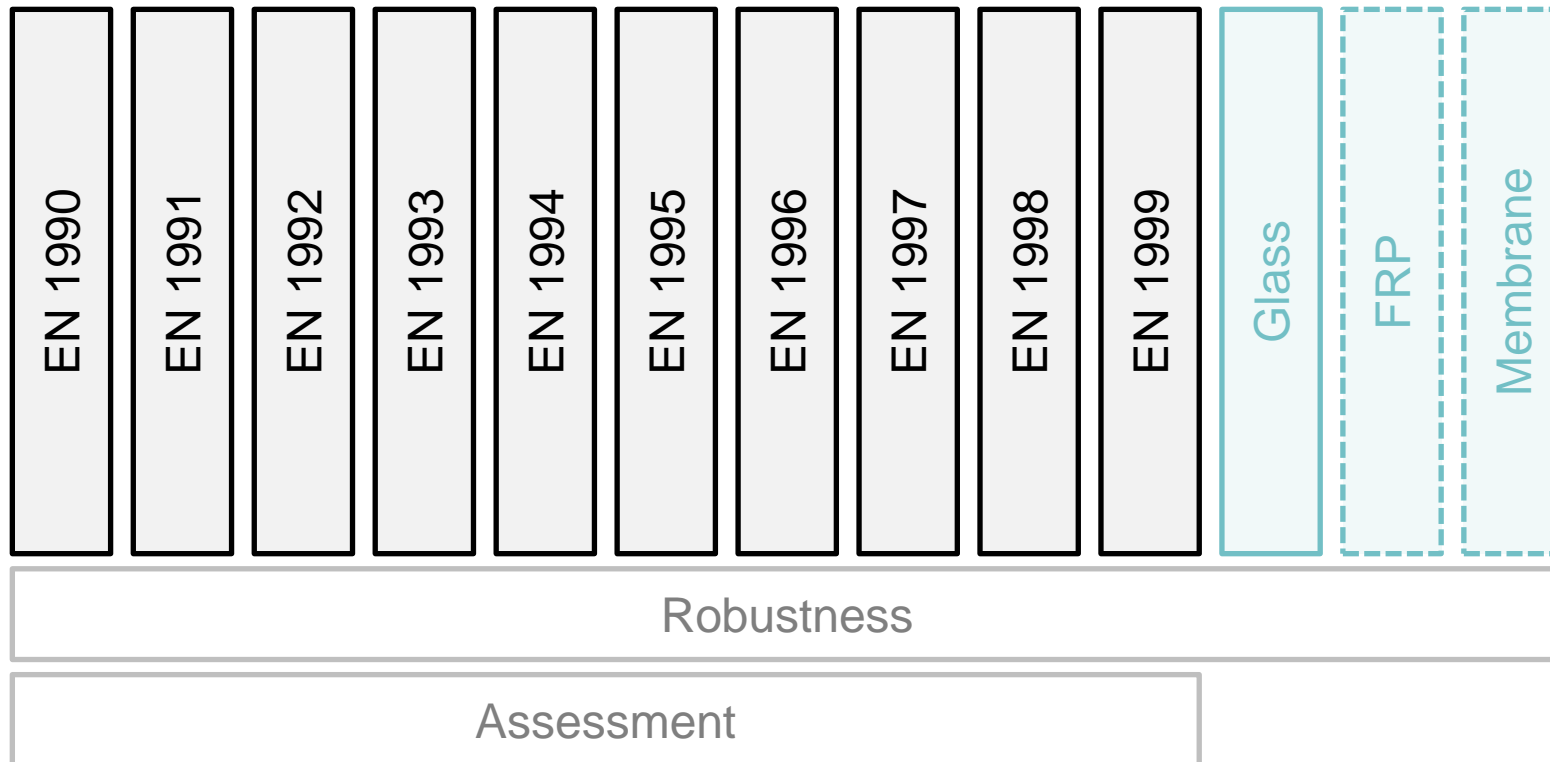 EN 1990
EN 1991
EN 1992
EN 1993
EN 1994
EN 1995
EN 1996
EN 1997
EN 1998
EN 1999
Glass
FRP
Membrane
Robustness
Assessment